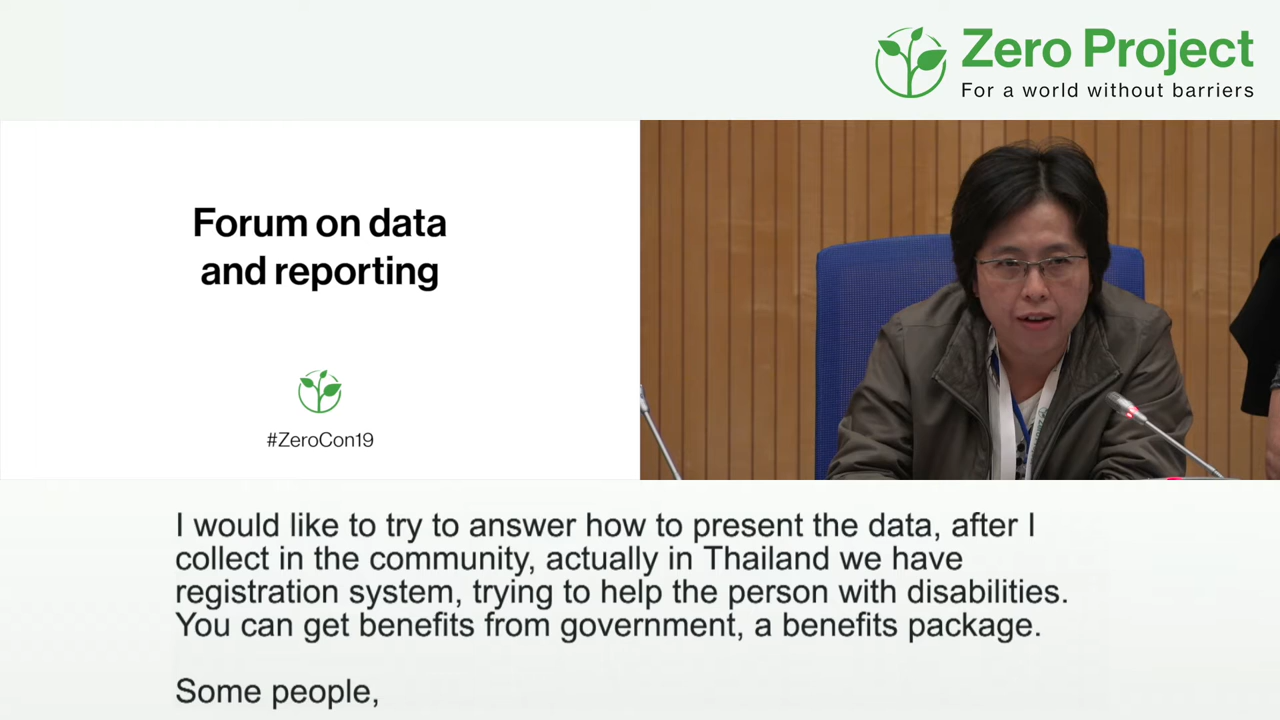 Zero Project
For a world without barriers
Forum on data
and reporting
#ZeroCon19
I would like to try to answer how to present the data, after I
collect in the community, actually in Thailand we have
registration system, trying to help the person with disabilities.
You can get benefits from government, a benefits package.
Some people,